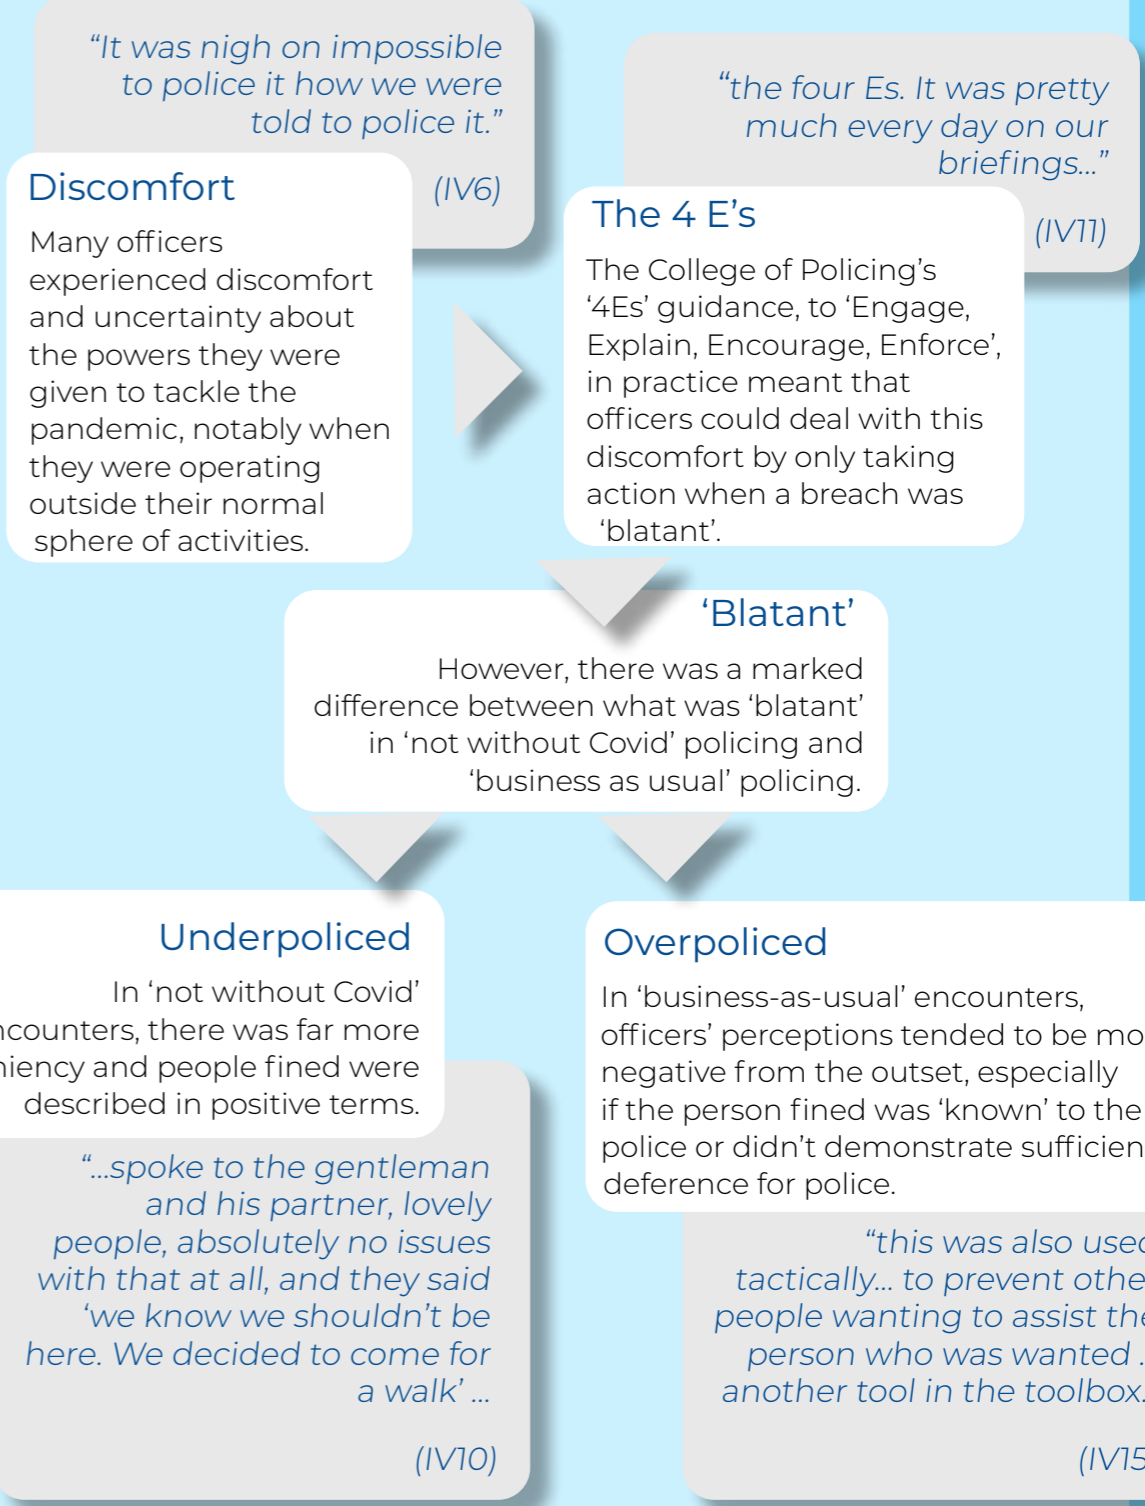 “It was nigh on impossible
to police it how we were
told to police it.”
(IV6)
Discomfort
Many officers
experienced discomfort
and uncertainty about
the powers they were
given to tackle the
pandemic, notably when
they were operating
outside their normal
sphere of activities.
“the four Es. It was pretty
much every day on our
briefings...”
(IV11)
The 4 E’s
The College of Policing’s
‘4Es’ guidance, to ‘Engage,
Explain, Encourage, Enforce’,
in practice meant that
officers could deal with this
discomfort by only taking
action when a breach was
‘blatant’.
‘Blatant’
However, there was a marked
difference between what was ‘blatant’
in ‘not without Covid’ policing and
‘business as usual’ policing.
Underpoliced
In ‘not without Covid’
ncounters, there was far more
niency and people fined were
described in positive terms.
“...spoke to the gentleman
and his partner, lovely
people, absolutely no issues
with that at all, and they said
‘we know we shouldn’t be
here. We decided to come for
a walk’ ...
(IV10)
Overpoliced
In ‘business-as-usual’ encounters,
officers’ perceptions tended to be mo
negative from the outset, especially
if the person fined was ‘known’ to the
police or didn’t demonstrate sufficien
deference for police.
“this was also used
tactically... to prevent othe
people wanting to assist the
person who was wanted .
another tool in the toolbox.
(IV15